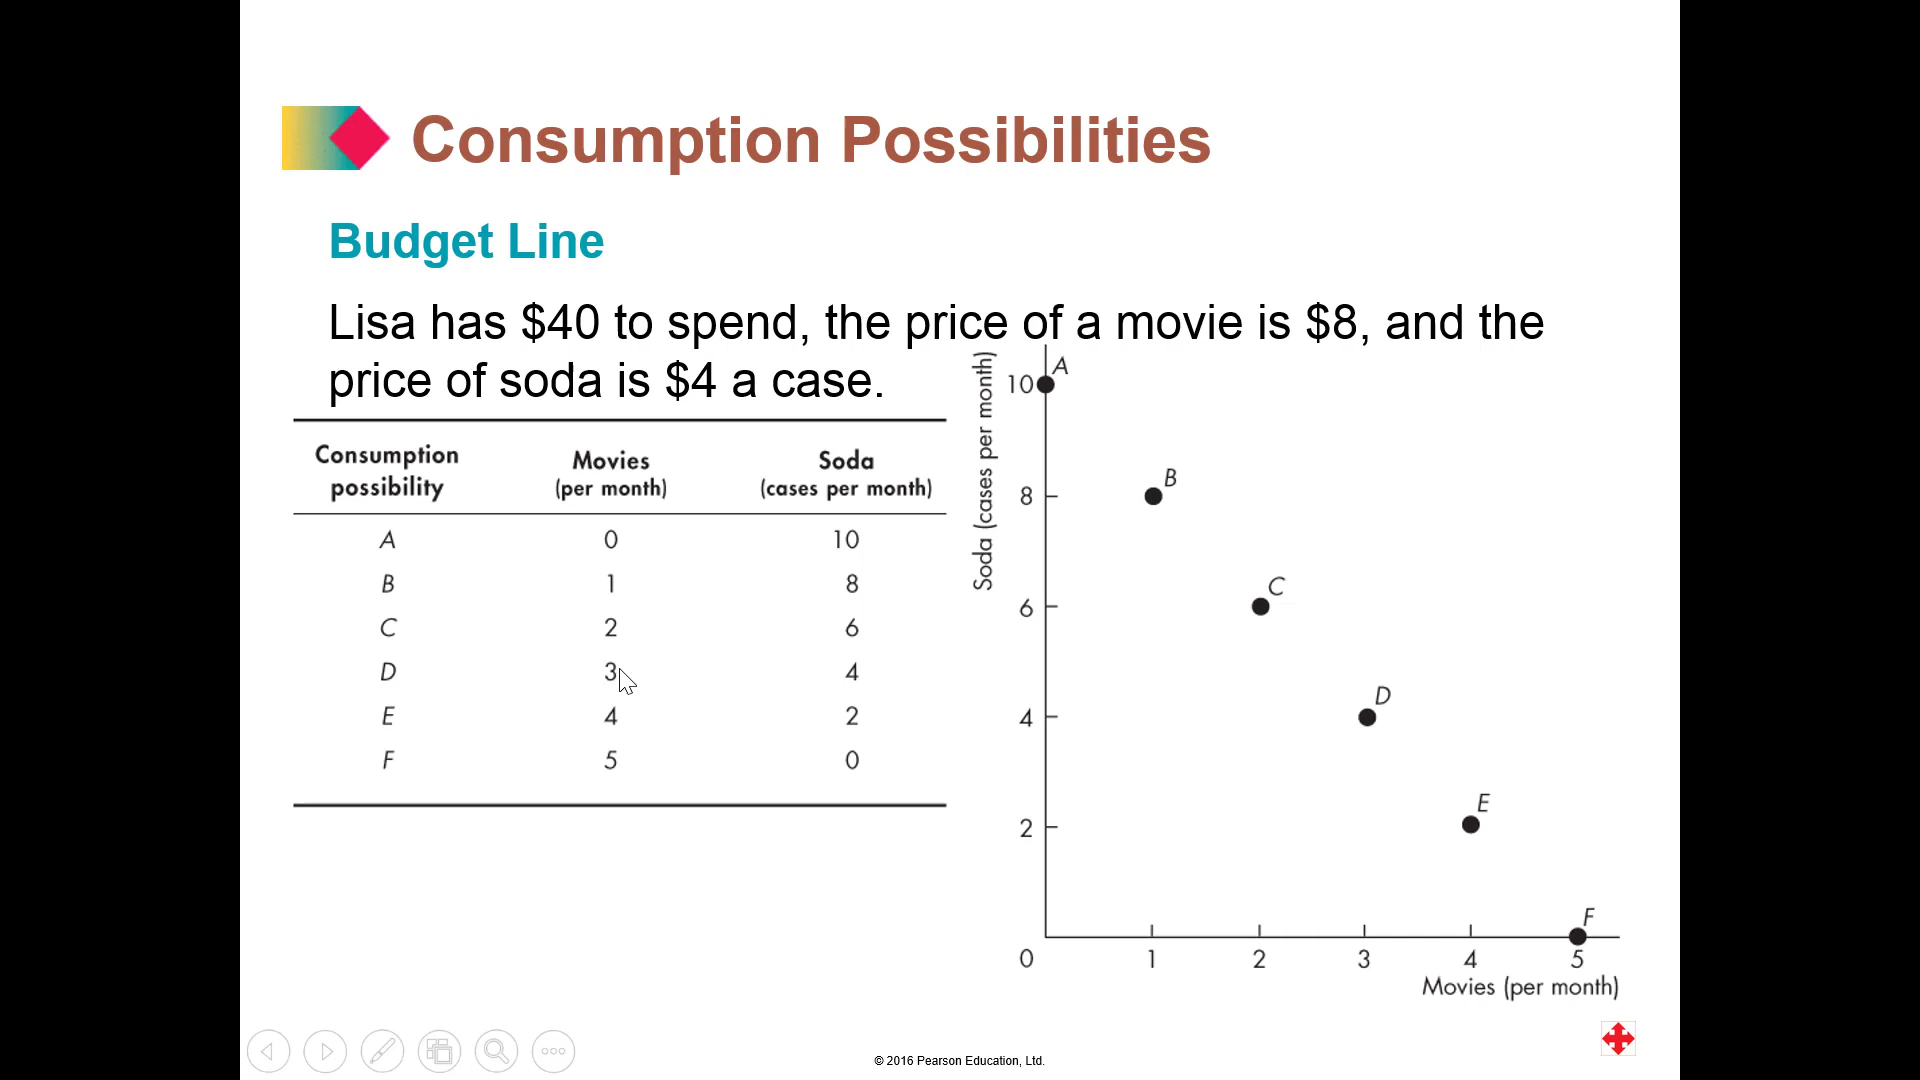 Consumption Possibilities
Budget Line
Lisa has $40 to spend, the price of a movie is $8, and the
price of soda is $4 a case.
Consumption possibility Movies (per month) Soda (cases per month)
A 0 10
B 1 8
C 2 6
D 3 4
E 4 2
F 5 0
Soda (cases per month)
10 A
8 B
6 C
4 D
2 E
F
0 1 2 3 4 5
Movies (per month)
© 2016 Pearson Education, Ltd.